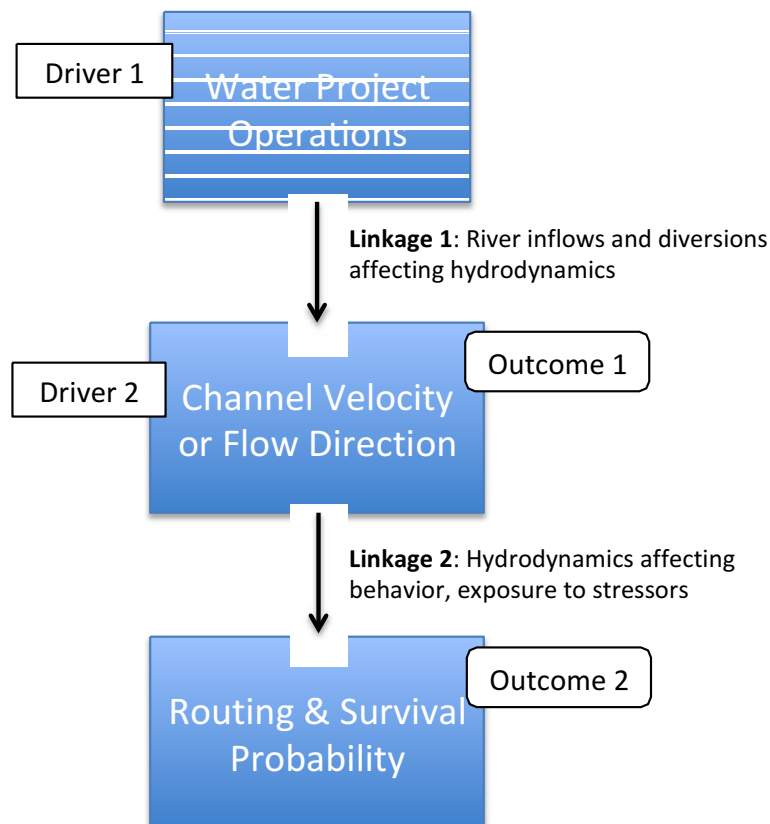 Driver 1
Water Project
Operations
Linkage 1: River inflows and diversions
affecting hydrodynamics
Outcome 1
Driver 2
Channel Velocity
or Flow Direction
Linkage 2: Hydrodynamics affecting
behavior, exposure to stressors
Outcome 2
Routing & Survival
Probability